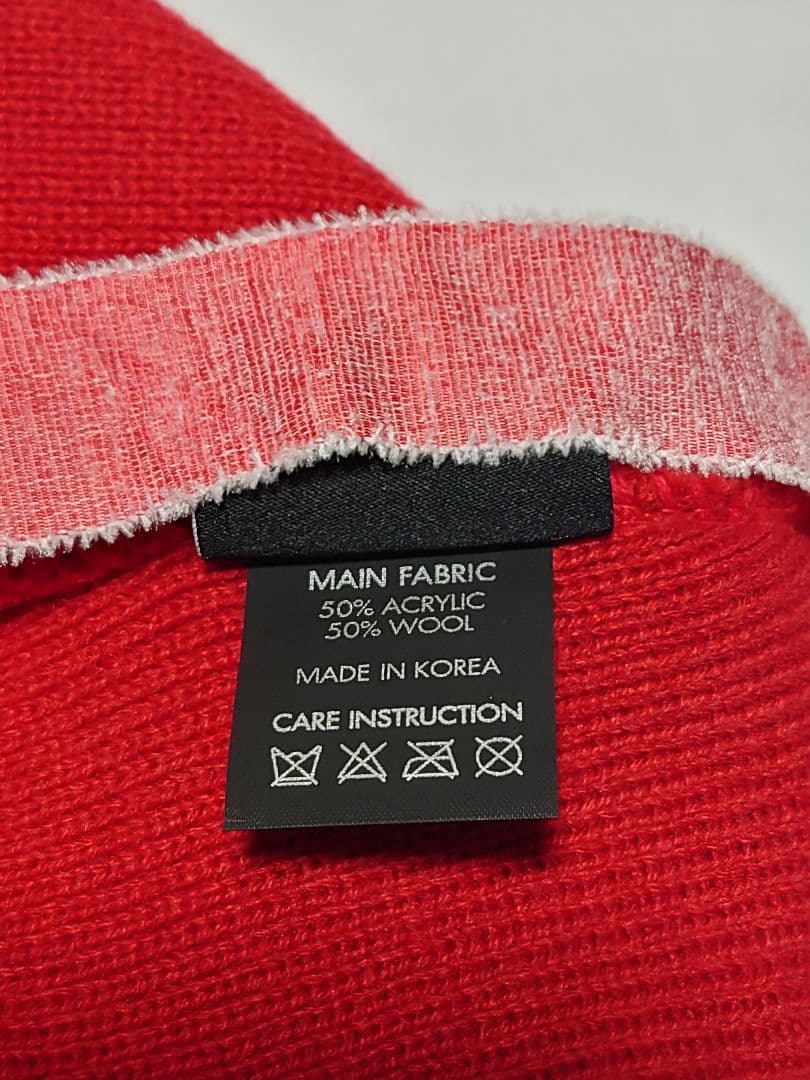 MAIN FABRIC
50% ACRYLIC
50% WOOL
MADE IN KOREA
CARE INSTRUCTION